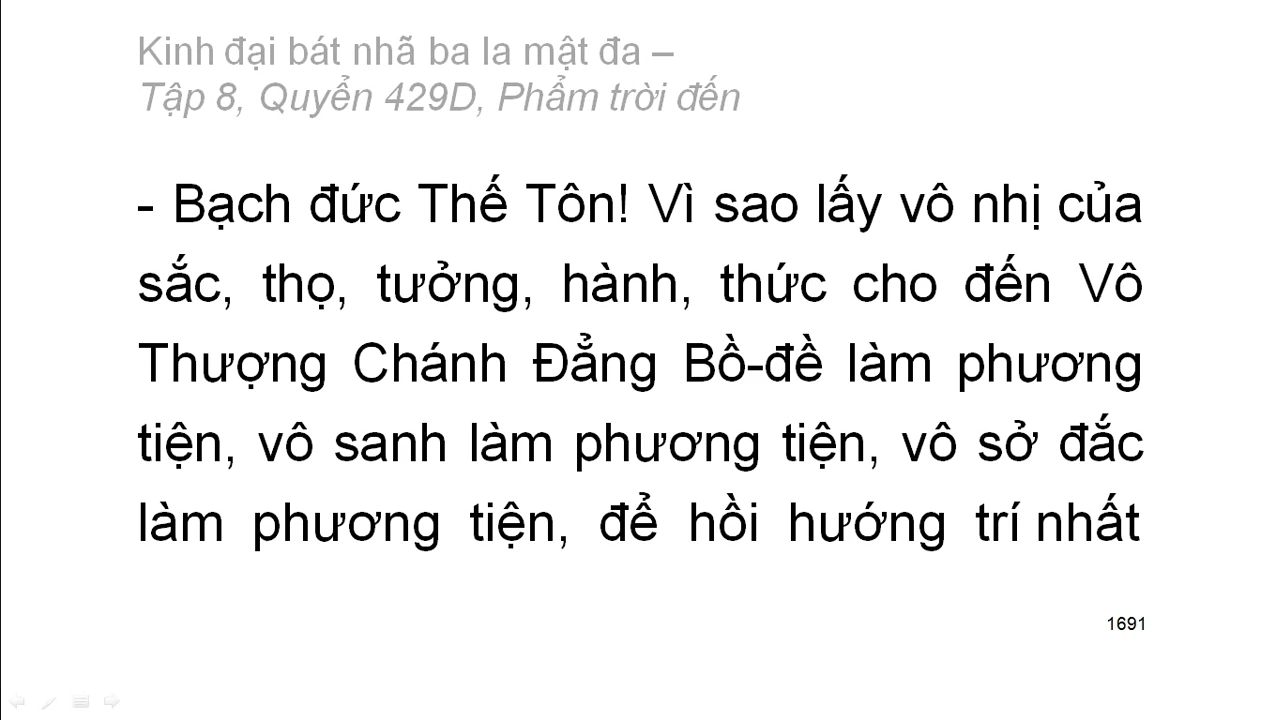 Kinh đại bát nhã ba la mật đa –
Tập 8, Quyển 429D, Phẩm trời đến
- Bạch đức Thế Tôn! Vì sao lấy vô nhị của
sắc, thọ, tưởng, hành, thức cho đến Vô
Thượng Chánh Đẳng Bồ-đề làm phương
tiện, vô sanh làm phương tiện, vô sở đắc
làm phương tiện, để hồi hướng trí nhất
1691